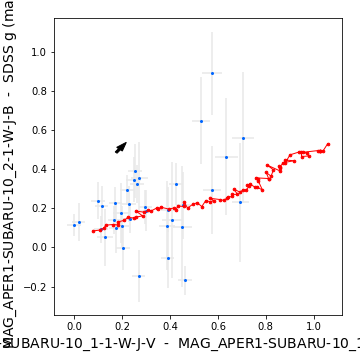 MAG_APER1-SUBARU-10_2-1-W-J-B - SDSS g (ma
1.0
0.8
0.6
0.4
0.2
0.0
−0.2
0.0 0.2 0.4 0.6 0.8 1.0
-SUBARU-10_1-1-W-J-V - MAG_APER1-SUBARU-10_1